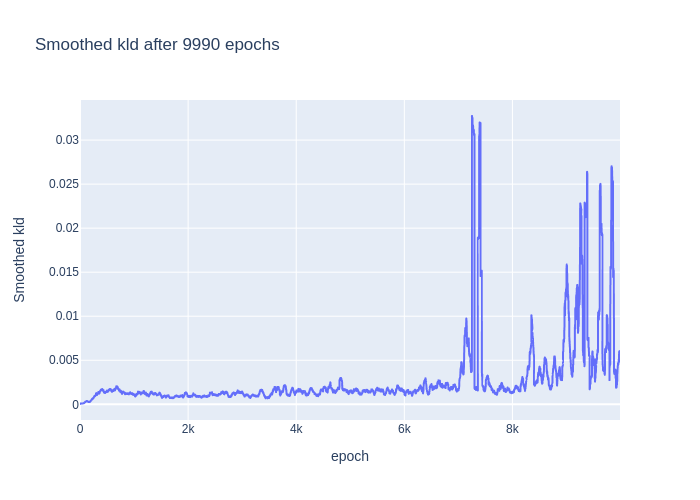 Smoothed kld after 9990 epochs
Smoothed kld
0.03
0.025
0.02
0.015
0.01
0.005
0
0
2k
4k
6k
8k
epoch